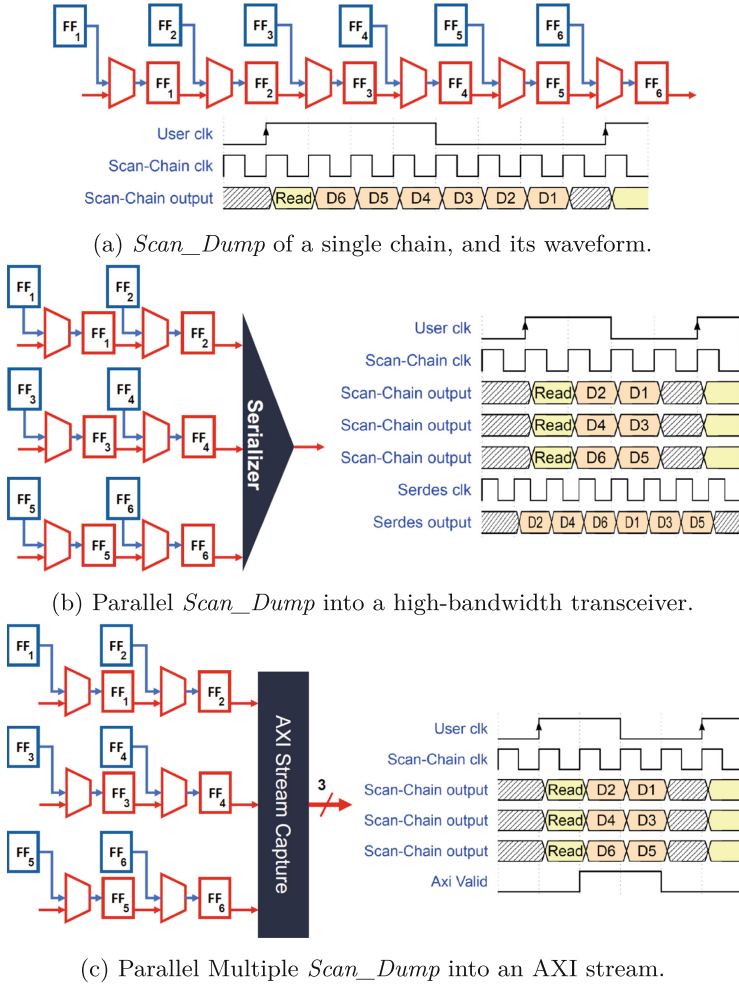 FF1 FF2 FF3 FF4 FF5 FF6
FF1 FF2 FF3 FF4 FF5 FF6
User clk
Scan-Chain clk
Scan-Chain output Read D6 D5 D4 D3 D2 D1
(a) Scan_Dump of a single chain, and its waveform.
FF1 FF2
FF1 FF2
FF3 FF4
FF3 FF4
FF5 FF6
FF5 FF6
Serializer
User clk
Scan-Chain clk
Scan-Chain output Read D2 D1
Scan-Chain output Read D4 D3
Scan-Chain output Read D6 D5
Serdes clk
Serdes output D2 D4 D6 D1 D3 D5
(b) Parallel Scan_Dump into a high-bandwidth transceiver.
FF1 FF2
FF1 FF2
FF3 FF4
FF3 FF4
FF5 FF6
FF5 FF6
AXI Stream Capture
3
User clk
Scan-Chain clk
Scan-Chain output Read D2 D1
Scan-Chain output Read D4 D3
Scan-Chain output Read D6 D5
Axi Valid
(c) Parallel Multiple Scan_Dump into an AXI stream.